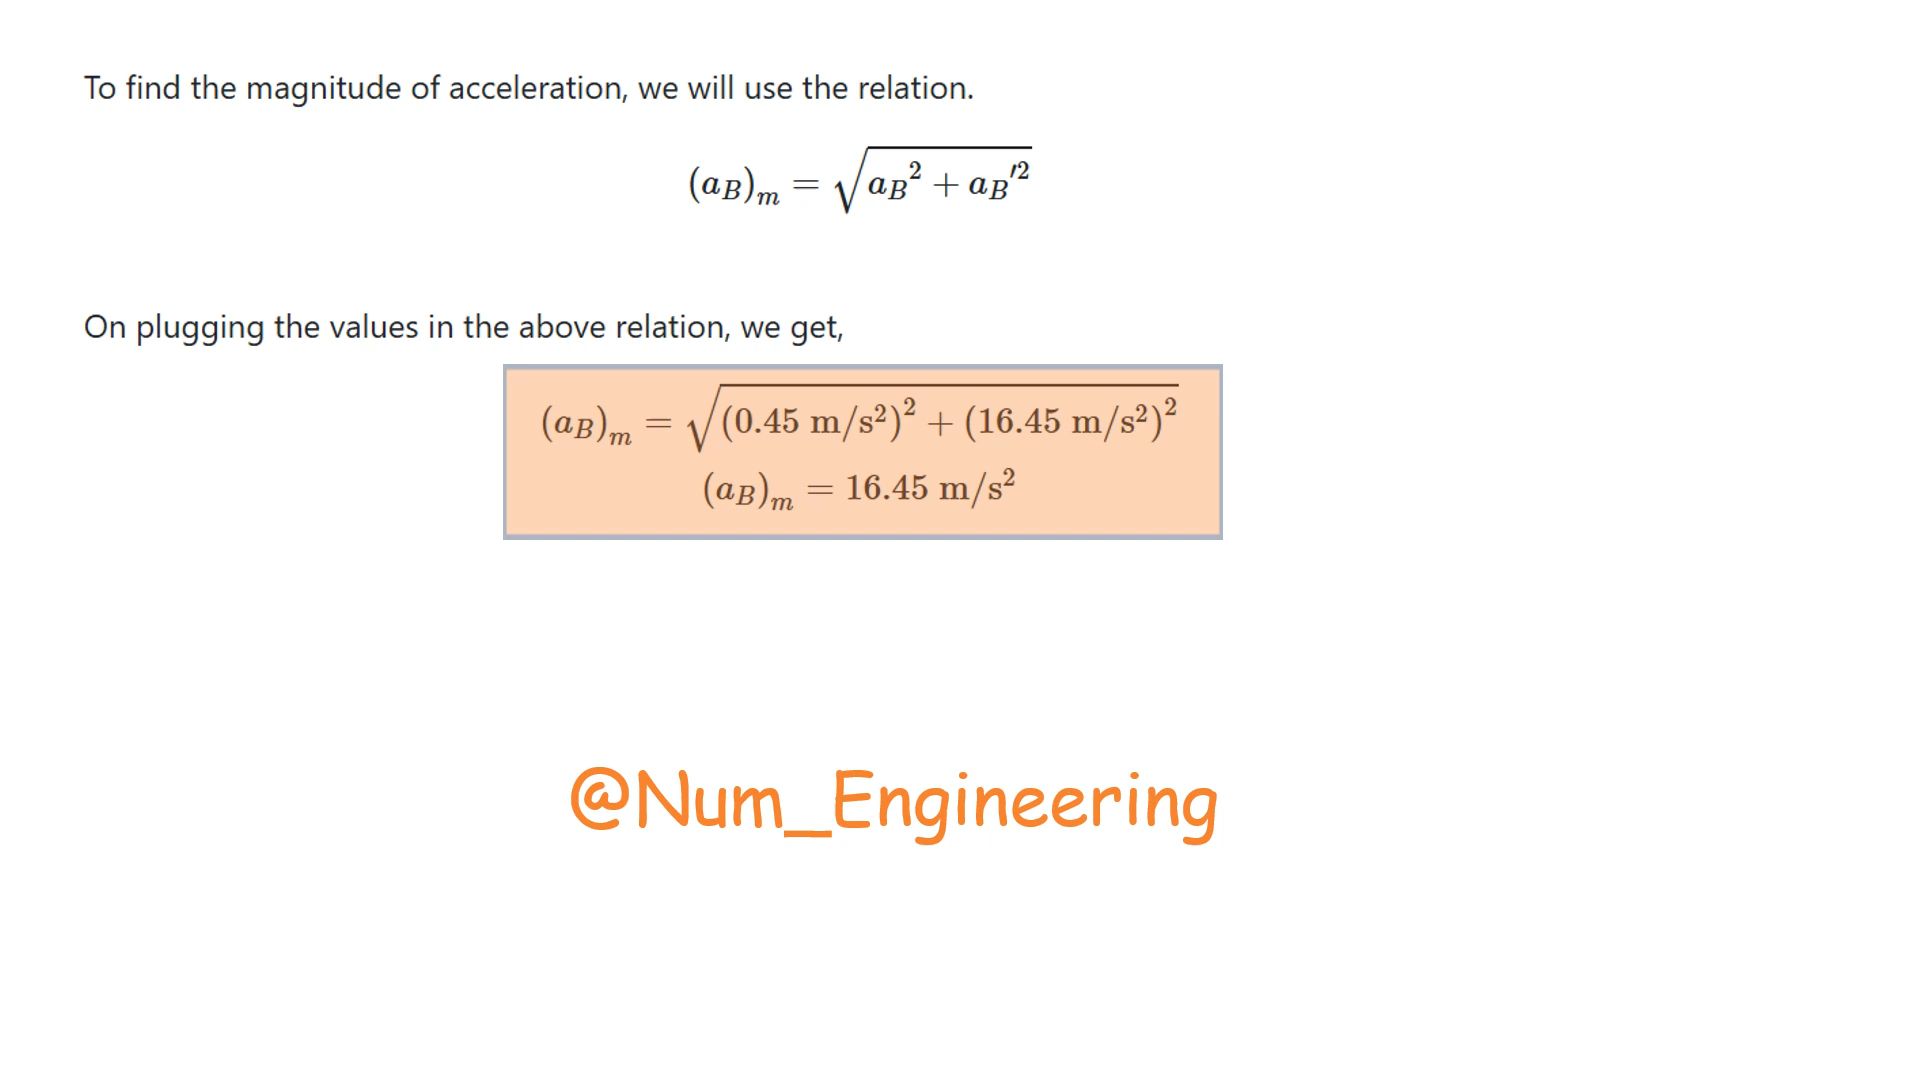 To find the magnitude of acceleration, we will use the relation.
(a_B)_m = √(a_B² + a_B′²)
On plugging the values in the above relation, we get,
(a_B)_m = √((0.45 m/s²)² + (16.45 m/s²)²)
(a_B)_m = 16.45 m/s²
@Num_Engineering